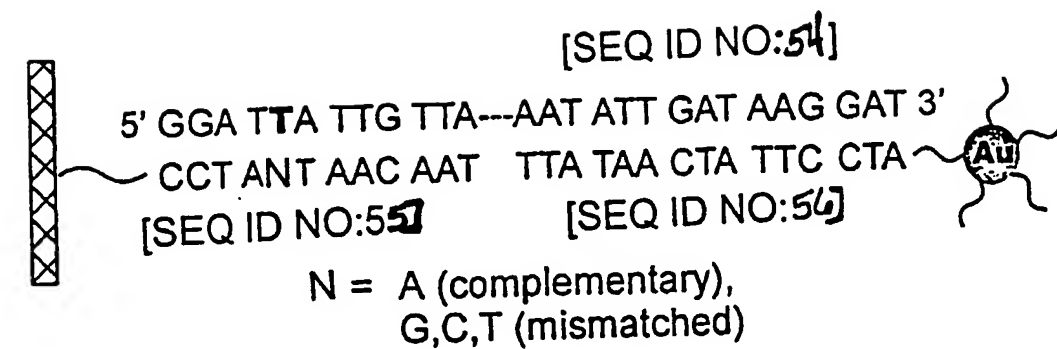 [SEQ ID NO:54]
5' GGA TTA TTG TTA---AAT ATT GAT AAG GAT 3'
CCT ANT AAC AAT TTA TAA CTA TTC CTA
Au
[SEQ ID NO:55]
[SEQ ID NO:56]
N = A (complementary),
G,C,T (mismatched)